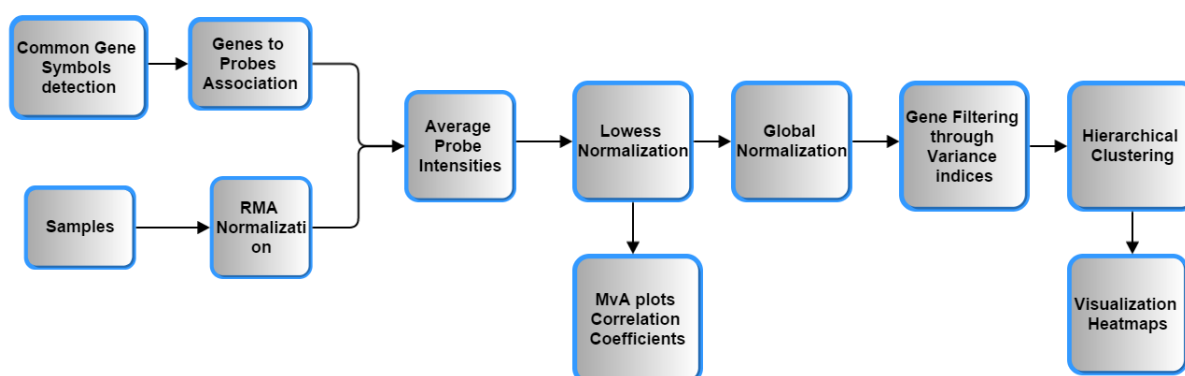 Common Gene
Symbols
detection
Genes to
Probes
Association
Samples
RMA
Normalizati
on
Average
Probe
Intensities
Lowess
Normalization
MvA plots
Correlation
Coefficients
Global
Normalization
Gene Filtering
through
Variance
indices
Hierarchical
Clustering
Visualization
Heatmaps